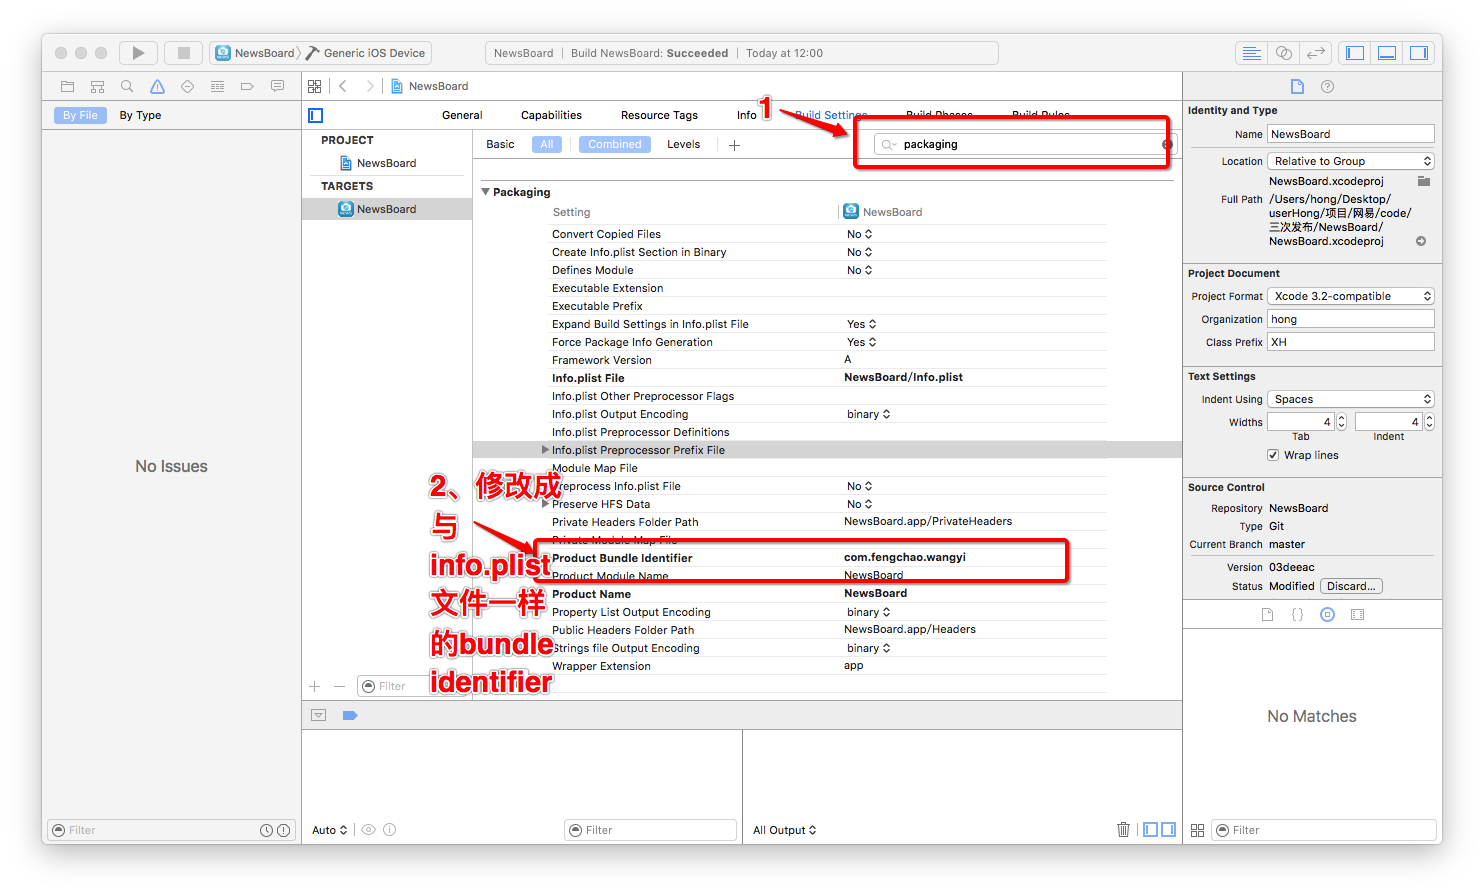 NewsBoard
Generic iOS Device
NewsBoard | Build NewsBoard: Succeeded | Today at 12:00
NewsBoard
By File
By Type
General
Capabilities
Resource Tags
Info
Build Settings
Build Phases
Build Rules
1
Basic
All
Combined
Levels
packaging
PROJECT
NewsBoard
TARGETS
NewsBoard
No Issues
Packaging
Setting
NewsBoard
Convert Copied Files No
Create Info.plist Section in Binary No
Defines Module No
Executable Extension
Executable Prefix
Expand Build Settings in Info.plist File Yes
Force Package Info Generation Yes
Framework Version A
Info.plist File NewsBoard/Info.plist
Info.plist Other Preprocessor Flags
Info.plist Output Encoding binary
Info.plist Preprocessor Definitions
Info.plist Preprocessor Prefix File
Module Map File
Preprocess Info.plist File No
Preserve HFS Data No
Private Headers Folder Path NewsBoard.app/PrivateHeaders
Private Module Map File
Product Bundle Identifier com.fengchao.wangyi
Product Module Name NewsBoard
Product Name NewsBoard
Property List Output Encoding binary
Public Headers Folder Path NewsBoard.app/Headers
Strings file Output Encoding binary
Wrapper Extension app
2、修改成
与
info.plist
文件一样
的bundle
identifier
Filter
Filter
Auto
Filter
All Output
Identity and Type
Name NewsBoard
Location Relative to Group
NewsBoard.xcodeproj
Full Path /Users/hong/Desktop/
userHong/项目/网易/code/
三次发布/NewsBoard/
NewsBoard.xcodeproj
Project Document
Project Format Xcode 3.2-compatible
Organization hong
Class Prefix XH
Text Settings
Indent Using Spaces
Widths 4 4
Tab Indent
Wrap lines
Source Control
Repository NewsBoard
Type Git
Current Branch master
Version 03deeac
Status Modified Discard...
No Matches
Filter